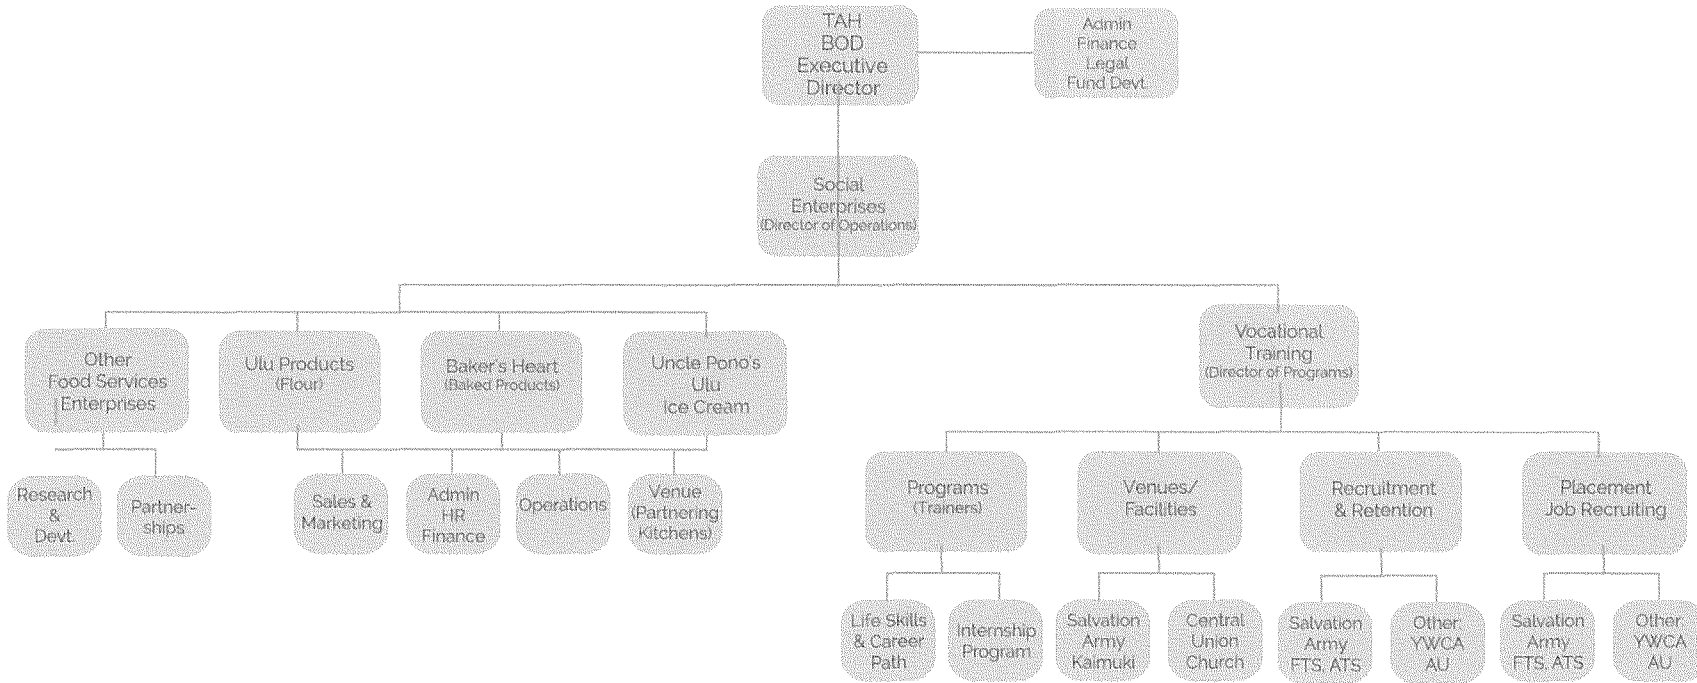 TAH
BOD
Executive
Director
Admin
Finance
Legal
Fund Devt.
Social
Enterprises
(Director of Operations)
Other
Food Services
Enterprises
Ulu Products
(Flour)
Baker's Heart
(Baked Products)
Uncle Pono's
Ulu
Ice Cream
Vocational
Training
(Director of Programs)
Research
&
Devt.
Partner-
ships
Sales &
Marketing
Admin
HR
Finance
Operations
Venue
(Partnering
Kitchens)
Programs
(Trainers)
Venues/
Facilities
Recruitment
& Retention
Placement
Job Recruiting
Life Skills
& Career
Path
Internship
Program
Salvation
Army
Kaimuki
Central
Union
Church
Salvation
Army
FTS, ATS
Other:
YWCA
AU
Salvation
Army
FTS, ATS
Other:
YWCA
AU